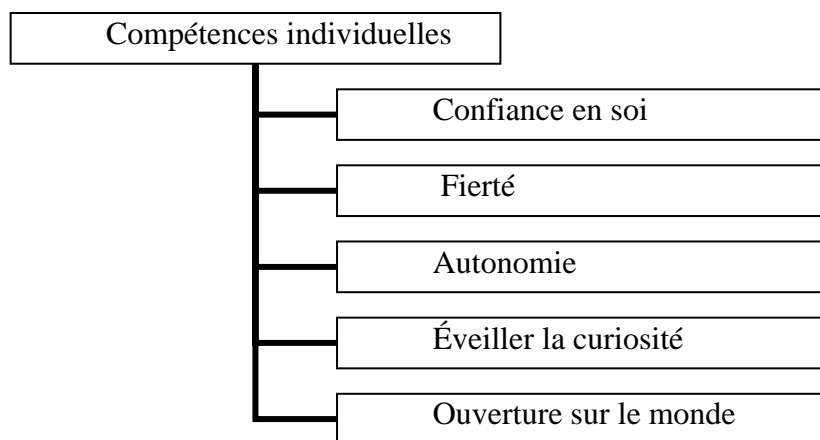 Compétences individuelles
Confiance en soi
Fierté
Autonomie
Éveiller la curiosité
Ouverture sur le monde